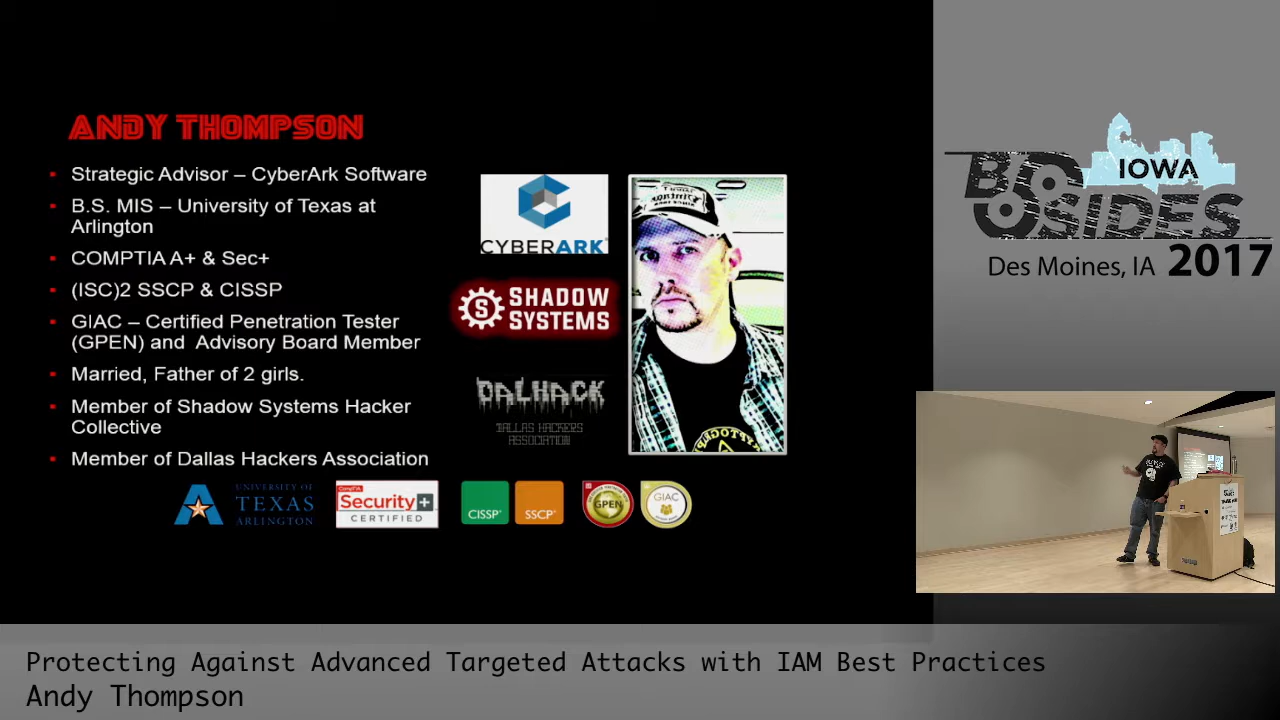 ANDY THOMPSON
Strategic Advisor – CyberArk Software
B.S. MIS – University of Texas at
Arlington
COMPTIA A+ & Sec+
(ISC)2 SSCP & CISSP
GIAC – Certified Penetration Tester
(GPEN) and Advisory Board Member
Married, Father of 2 girls.
Member of Shadow Systems Hacker
Collective
Member of Dallas Hackers Association
CYBERARK
S SHADOW
SYSTEMS
DALHACK
DALLAS HACKERS
ASSOCIATION
UNIVERSITY OF
TEXAS
ARLINGTON
CompTIA
Security+
CERTIFIED
CISSP
SSCP
GPEN
GIAC
BSIDES
IOWA
Des Moines, IA 2017
Protecting Against Advanced Targeted Attacks with IAM Best Practices
Andy Thompson